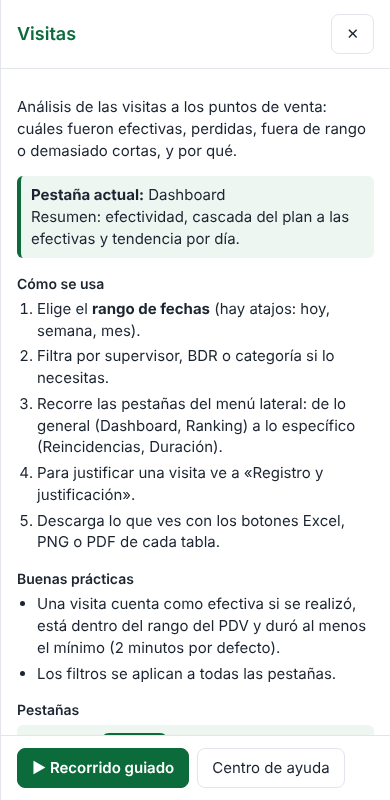 Visitas
×
Análisis de las visitas a los puntos de venta:
cuáles fueron efectivas, perdidas, fuera de rango
o demasiado cortas, y por qué.
Pestaña actual: Dashboard
Resumen: efectividad, cascada del plan a las
efectivas y tendencia por día.
Cómo se usa
1. Elige el rango de fechas (hay atajos: hoy,
semana, mes).
2. Filtra por supervisor, BDR o categoría si lo
necesitas.
3. Recorre las pestañas del menú lateral: de lo
general (Dashboard, Ranking) a lo específico
(Reincidencias, Duración).
4. Para justificar una visita ve a «Registro y
justificación».
5. Descarga lo que ves con los botones Excel,
PNG o PDF de cada tabla.
Buenas prácticas
• Una visita cuenta como efectiva si se realizó,
está dentro del rango del PDV y duró al menos
el mínimo (2 minutos por defecto).
• Los filtros se aplican a todas las pestañas.
Pestañas
▶ Recorrido guiado
Centro de ayuda